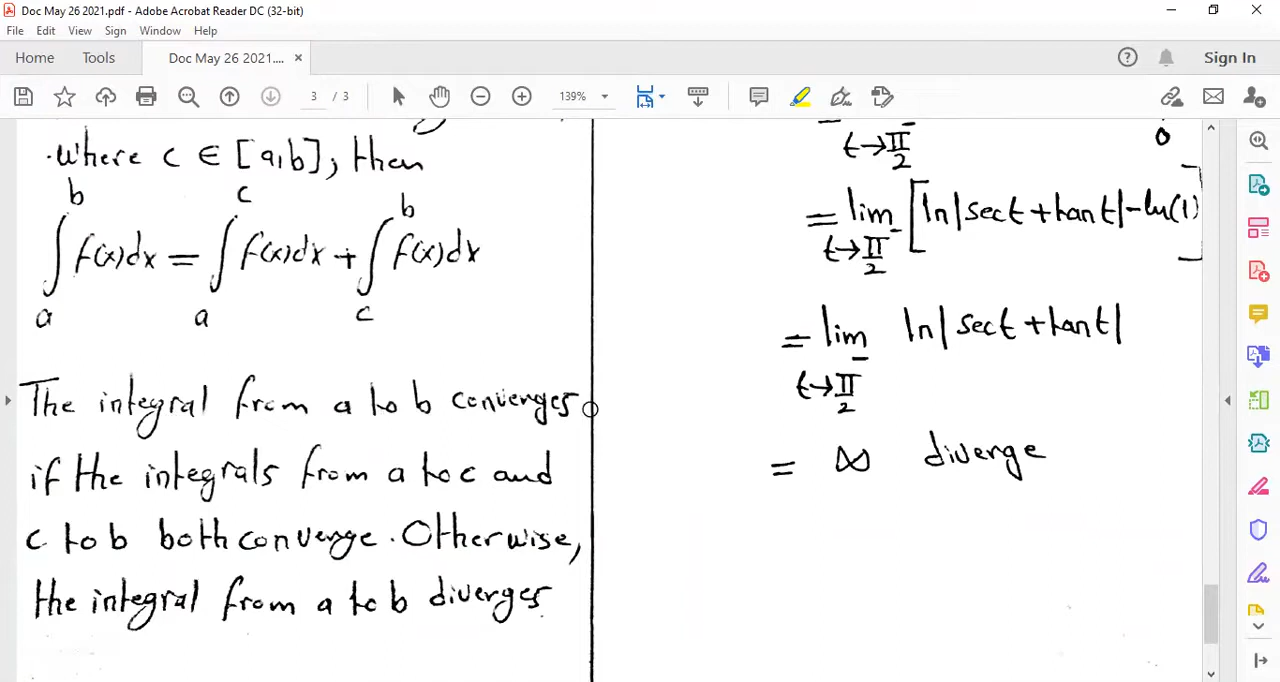 Doc May 26 2021.pdf - Adobe Acrobat Reader DC (32-bit)
File Edit View Sign Window Help
Home Tools Doc May 26 2021.... × Sign In
3 / 3 139%
.Where c ∈ [a,b], then
b c b
∫ f(x)dx = ∫ f(x)dx + ∫ f(x)dx
a a c
The integral from a to b converges
if the integrals from a to c and
c to b both converge. Otherwise,
the integral from a to b diverges.
=
t→π/2
0
= lim t→π/2⁻ [ln|sect+tant|-ln(1)]
= lim t→π/2⁻ ln|sect+tant|
= ∞ diverge